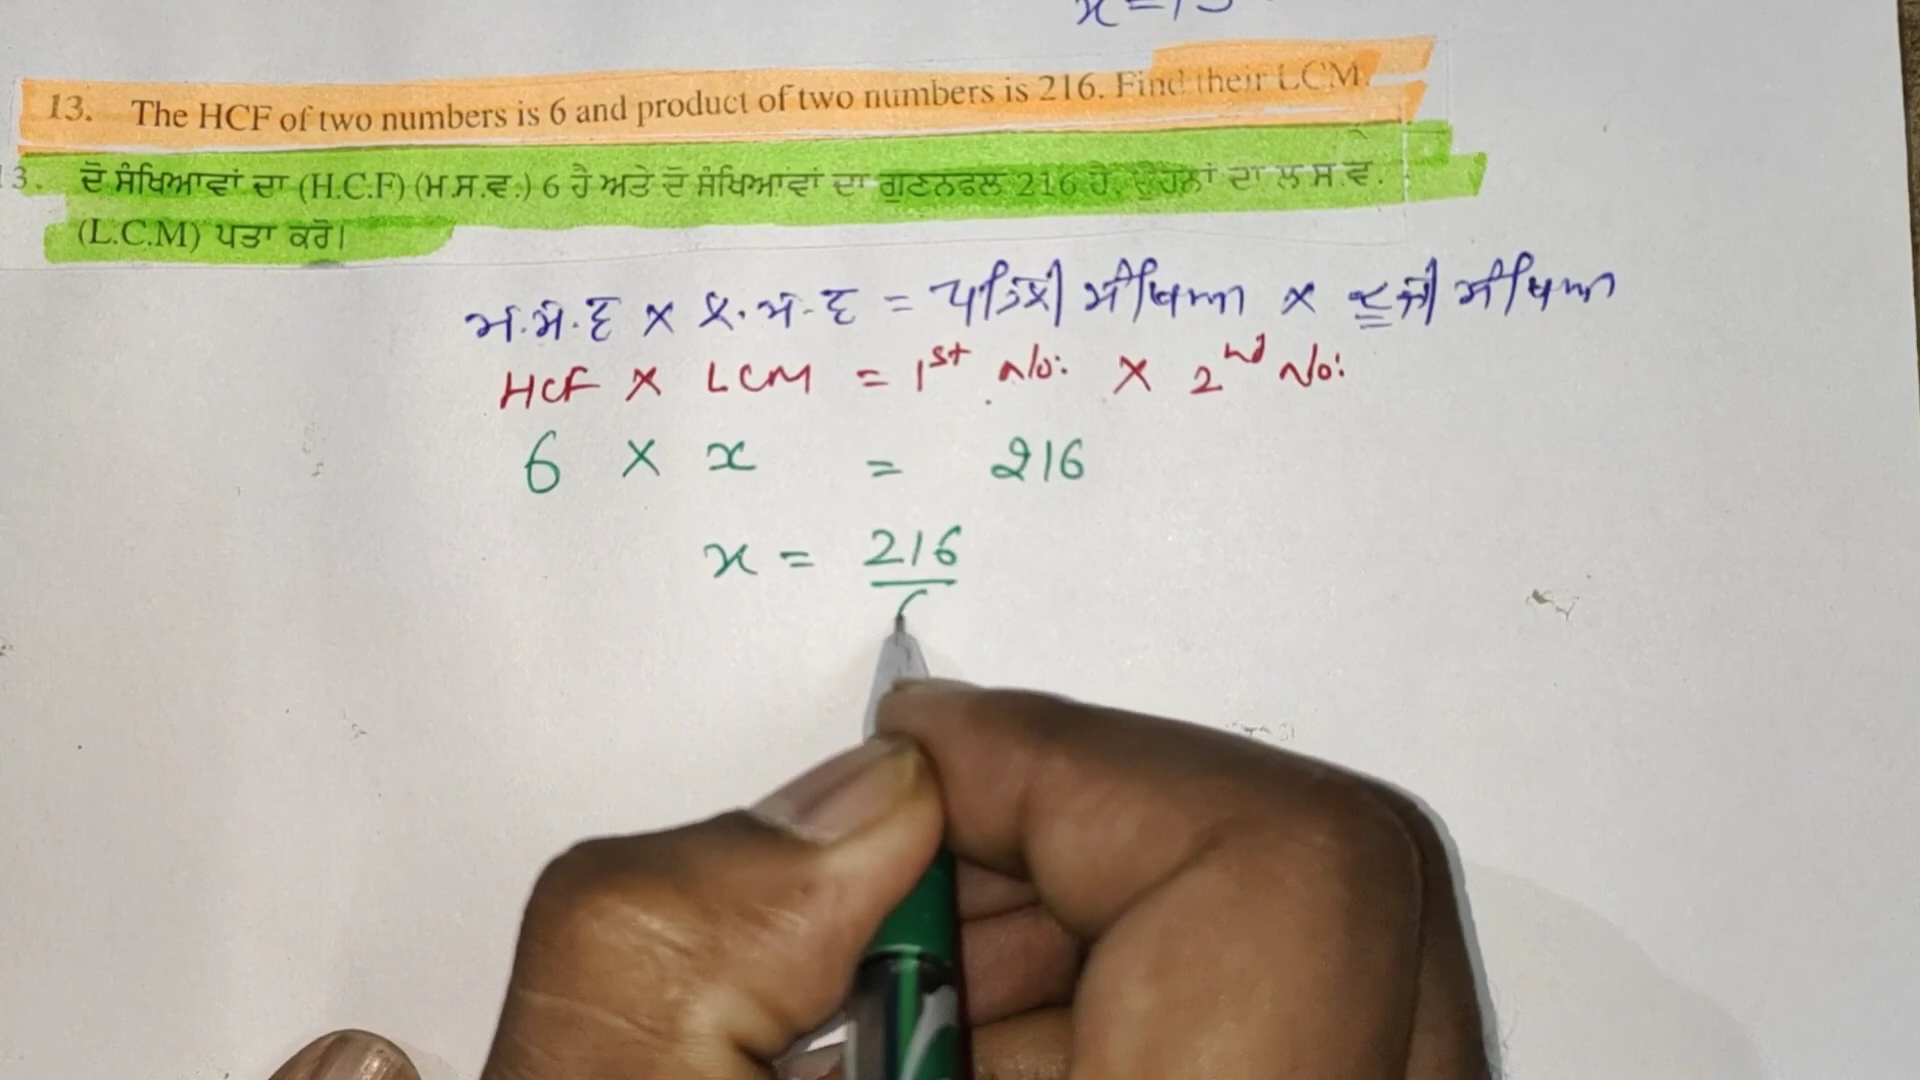 x = 15
13. The HCF of two numbers is 6 and product of two numbers is 216. Find their LCM.
13. ਦੋ ਸੰਖਿਆਵਾਂ ਦਾ (H.C.F) (ਮ.ਸ.ਵ.) 6 ਹੈ ਅਤੇ ਦੋ ਸੰਖਿਆਵਾਂ ਦਾ ਗੁਣਨਫਲ 216 ਹੈ, ਉਹਨਾਂ ਦਾ ਲ.ਸ.ਵ.
(L.C.M) ਪਤਾ ਕਰੋ।
ਮ.ਸ.ਵ × ਲ.ਸ.ਵ = ਪਹਿਲੀ ਸੰਖਿਆ × ਦੂਜੀ ਸੰਖਿਆ
HCF × LCM = 1st No: × 2nd No:
6 × x = 216
x = 216
6